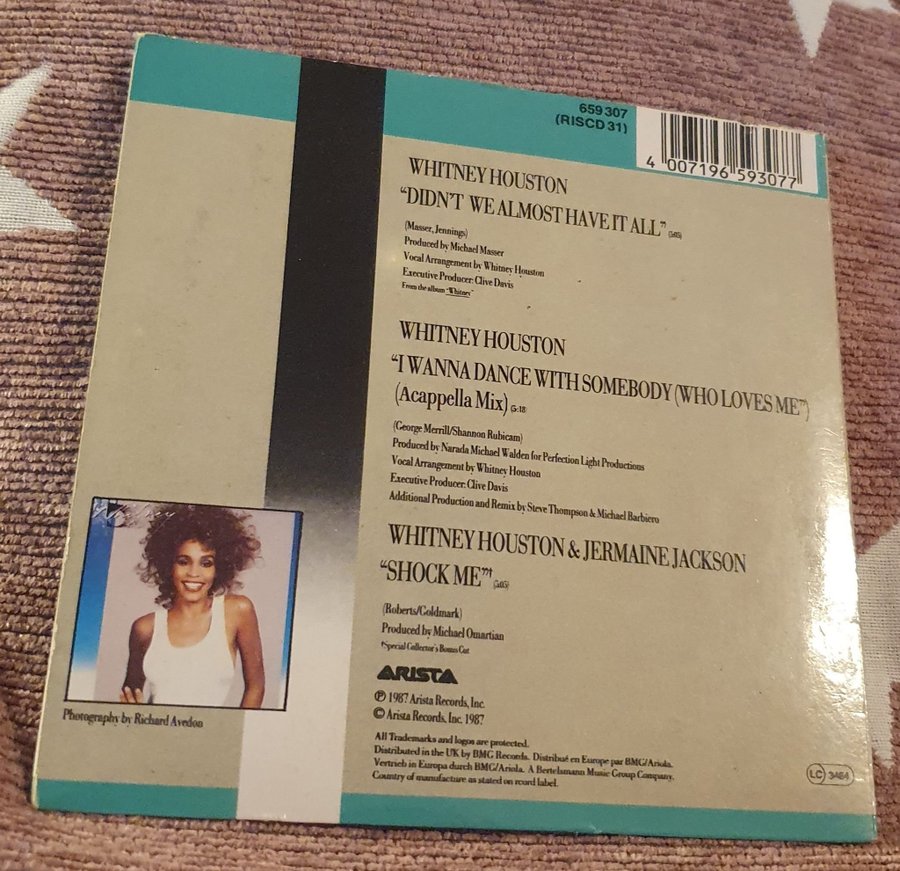 659 307
(RISCD 31)
4 007196 593077
WHITNEY HOUSTON
“DIDN'T WE ALMOST HAVE IT ALL” (5:05)
(Masser, Jennings)
Produced by Michael Masser
Vocal Arrangement by Whitney Houston
Executive Producer: Clive Davis
From the album “Whitney”
WHITNEY HOUSTON
“I WANNA DANCE WITH SOMEBODY (WHO LOVES ME”)
(Acappella Mix) (5:18)
(George Merrill/Shannon Rubicam)
Produced by Narada Michael Walden for Perfection Light Productions
Vocal Arrangement by Whitney Houston
Executive Producer: Clive Davis
Additional Production and Remix by Steve Thompson & Michael Barbiero
WHITNEY HOUSTON & JERMAINE JACKSON
“SHOCK ME”† (5:05)
(Roberts/Goldmark)
Produced by Michael Omartian
†Special Collector's Bonus Cut
ARISTA
℗ 1987 Arista Records, Inc.
© Arista Records, Inc. 1987
All Trademarks and logos are protected.
Distributed in the UK by BMG Records. Distribué en Europe par BMG/Ariola.
Vertrieb in Europa durch BMG/Ariola. A Bertelsmann Music Group Company.
Country of manufacture as stated on record label.
LC 3484
Whitney
Photography by Richard Avedon